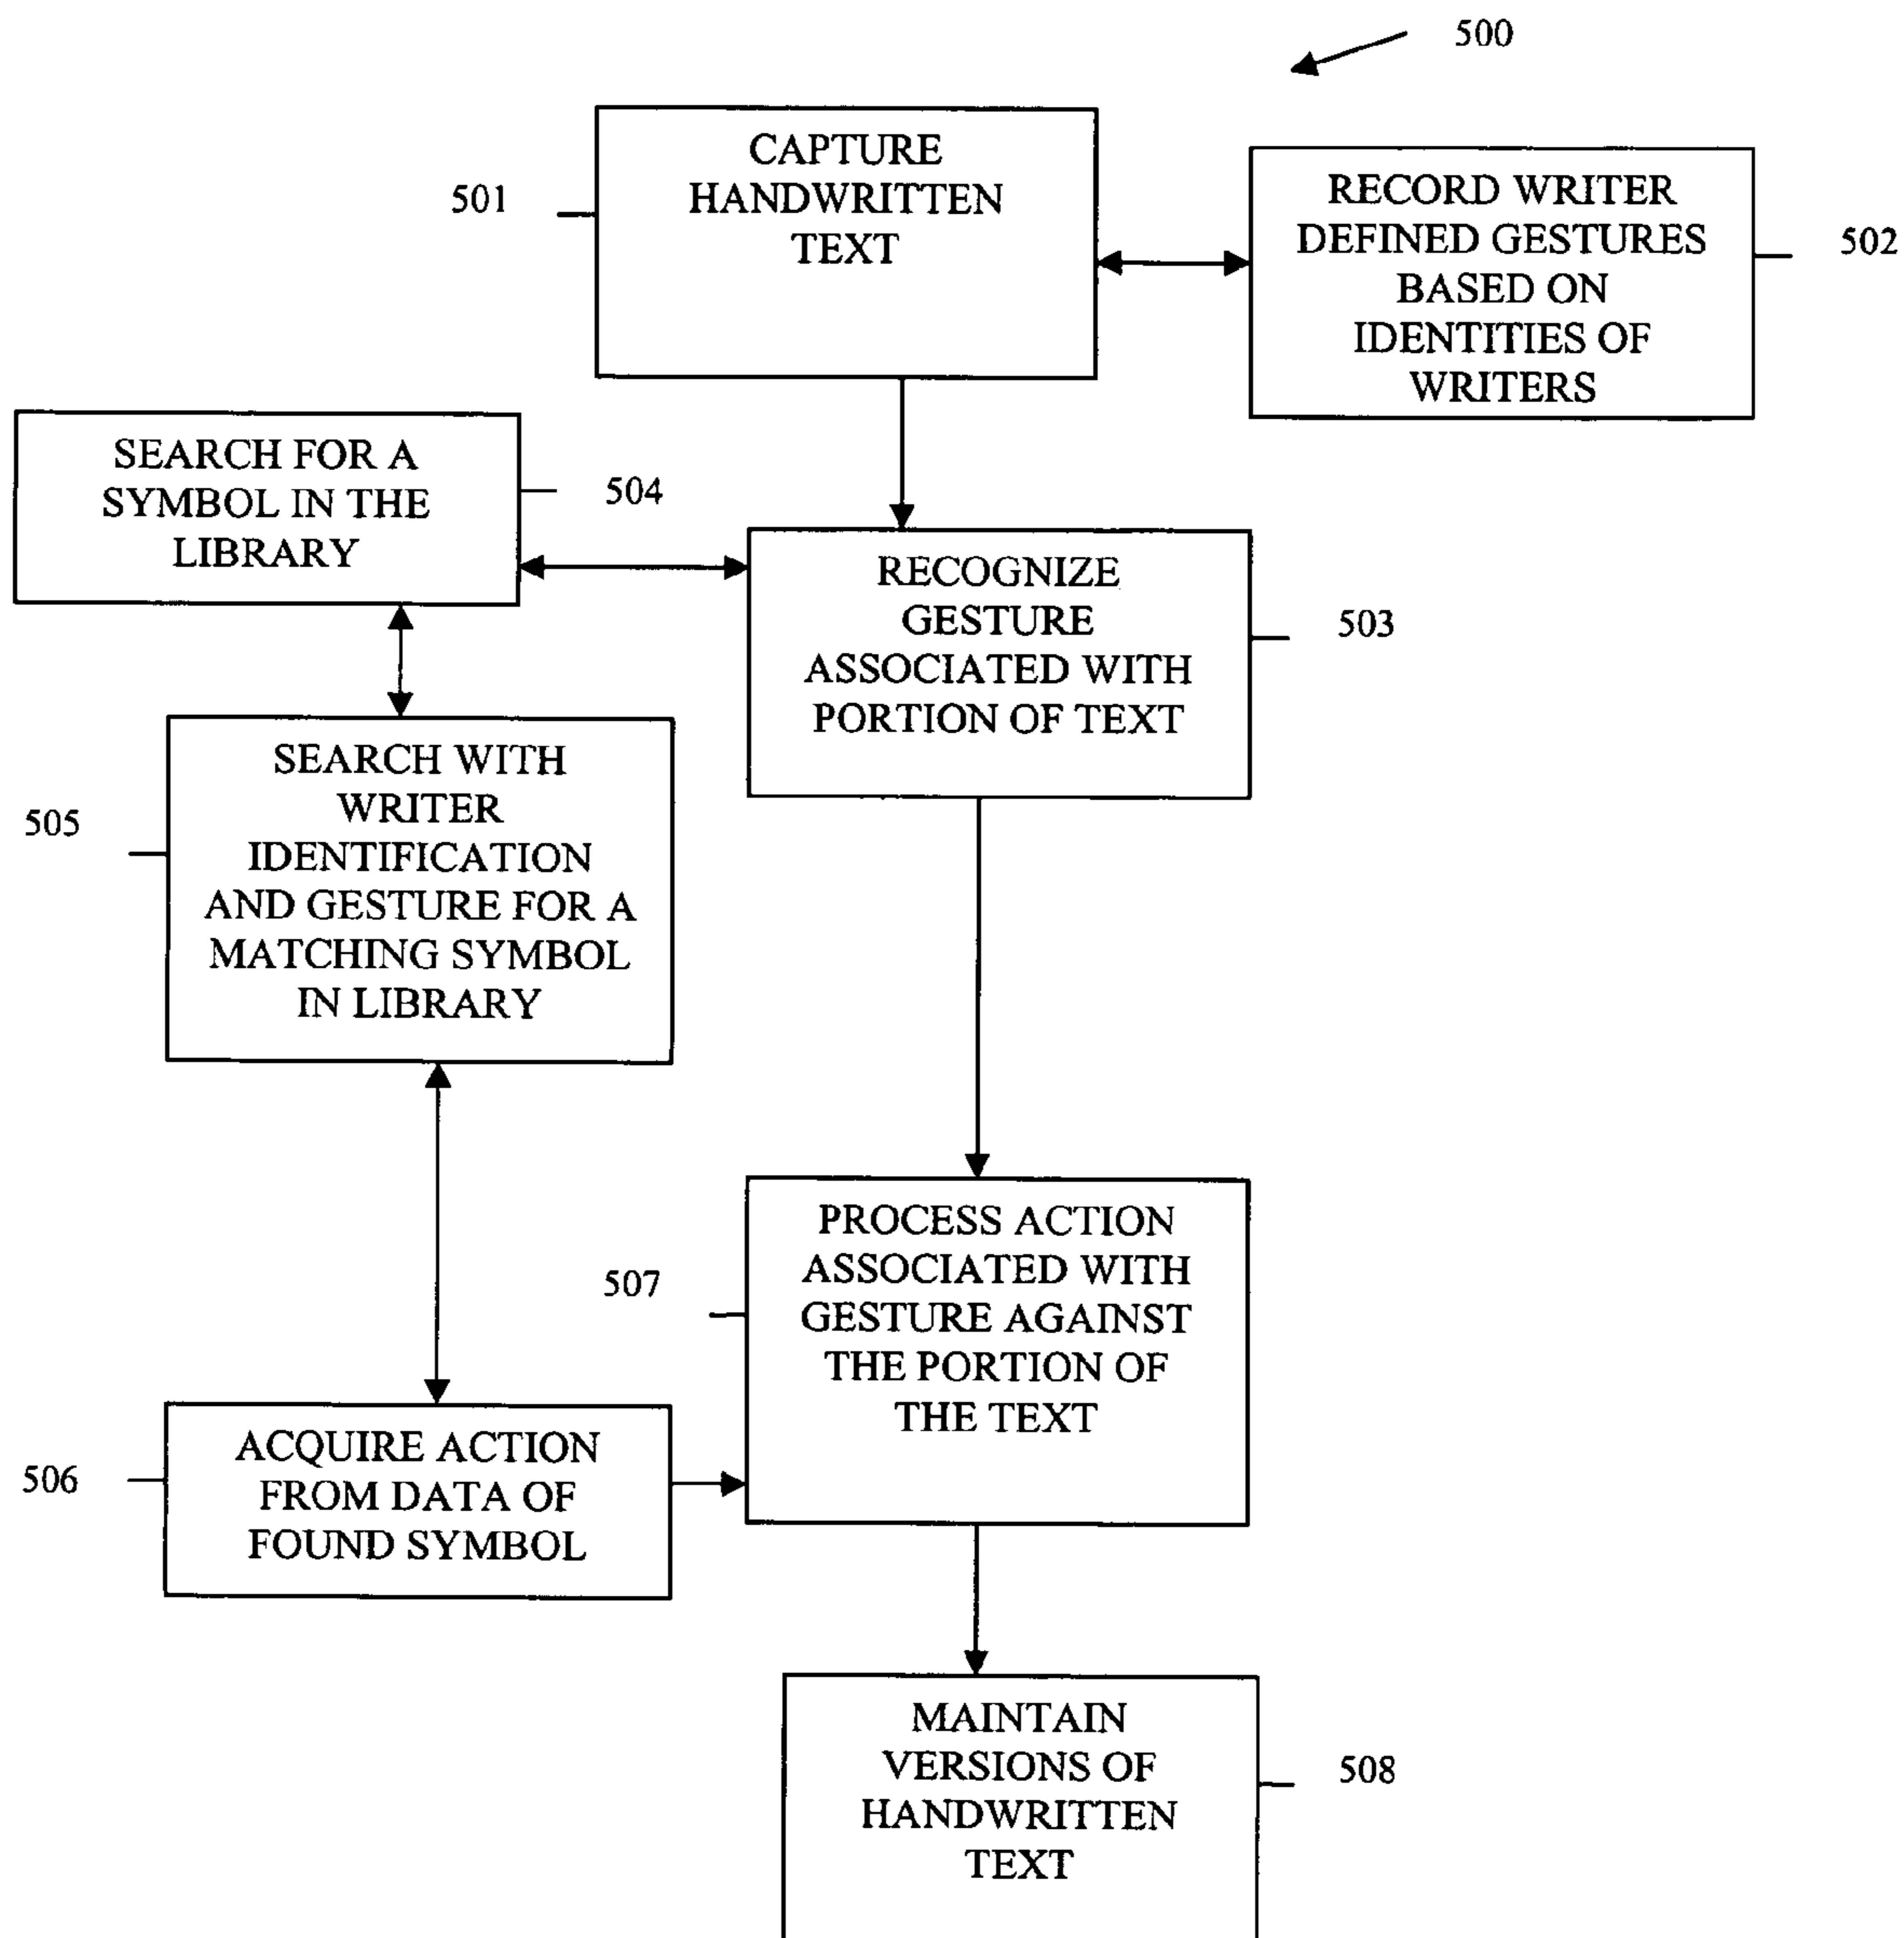 500
CAPTURE
HANDWRITTEN
TEXT
501
RECORD WRITER
DEFINED GESTURES
BASED ON
IDENTITIES OF
WRITERS
502
SEARCH FOR A
SYMBOL IN THE
LIBRARY
504
RECOGNIZE
GESTURE
ASSOCIATED WITH
PORTION OF TEXT
503
SEARCH WITH
WRITER
IDENTIFICATION
AND GESTURE FOR A
MATCHING SYMBOL
IN LIBRARY
505
PROCESS ACTION
ASSOCIATED WITH
GESTURE AGAINST
THE PORTION OF
THE TEXT
507
ACQUIRE ACTION
FROM DATA OF
FOUND SYMBOL
506
MAINTAIN
VERSIONS OF
HANDWRITTEN
TEXT
508